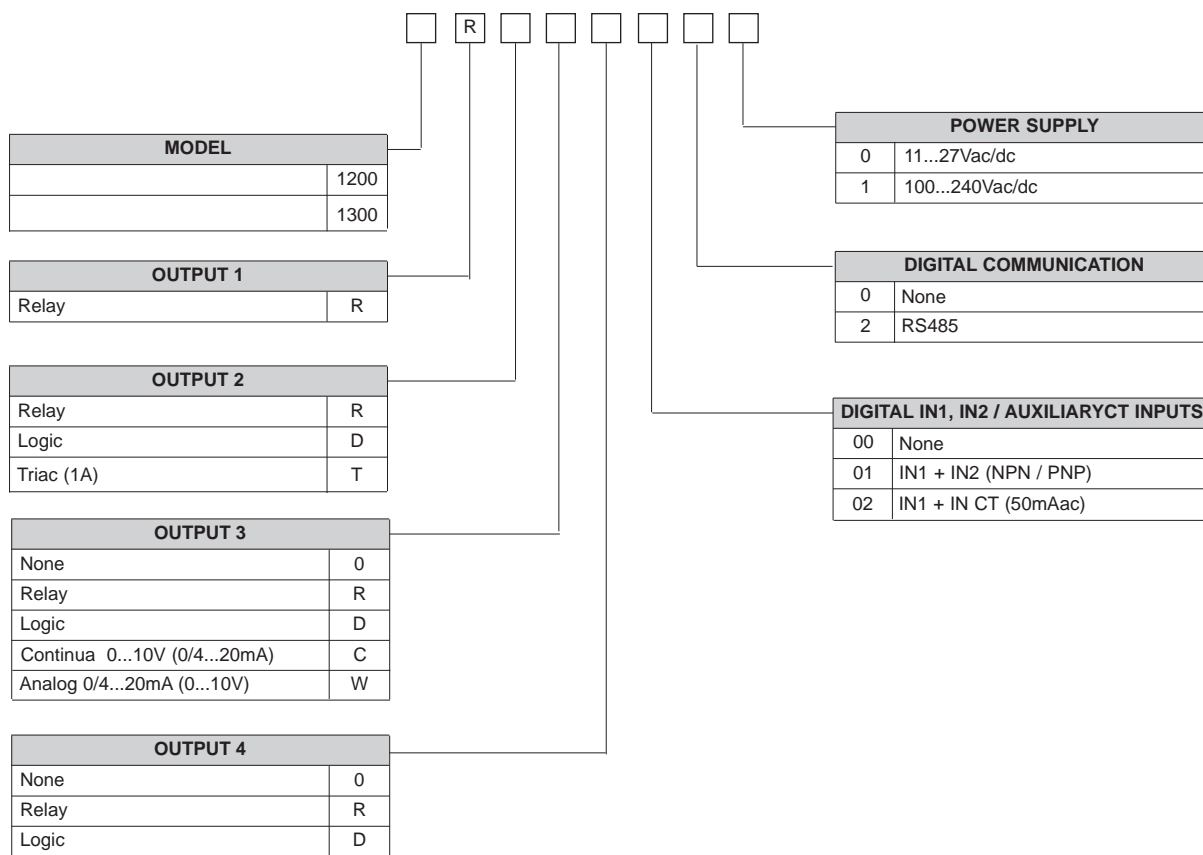 R
MODEL
1200
1300
OUTPUT 1
Relay R
OUTPUT 2
Relay R
Logic D
Triac (1A) T
OUTPUT 3
None 0
Relay R
Logic D
Continua 0...10V (0/4...20mA) C
Analog 0/4...20mA (0...10V) W
OUTPUT 4
None 0
Relay R
Logic D
POWER SUPPLY
0 11...27Vac/dc
1 100...240Vac/dc
DIGITAL COMMUNICATION
0 None
2 RS485
DIGITAL IN1, IN2 / AUXILIARYCT INPUTS
00 None
01 IN1 + IN2 (NPN / PNP)
02 IN1 + IN CT (50mAac)